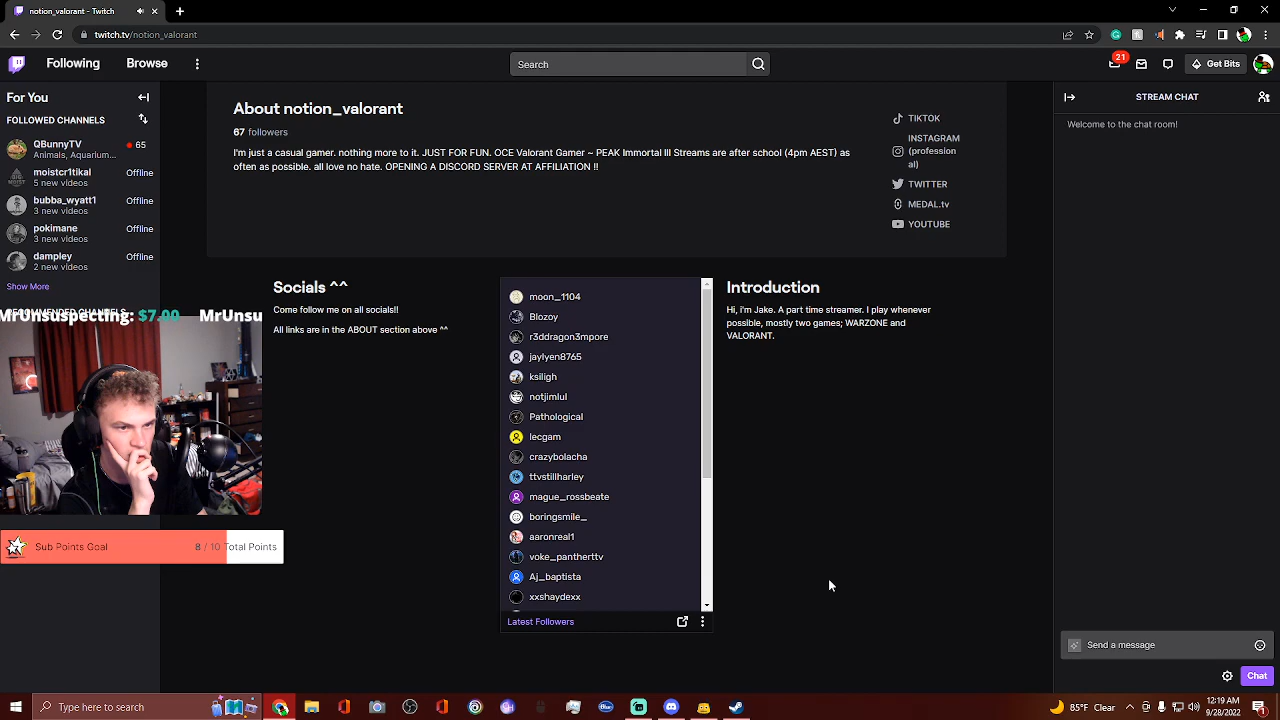 notion_valorant - Twitch
twitch.tv/notion_valorant
Following
Browse
Search
21
Get Bits
For You
FOLLOWED CHANNELS
QBunnyTV
65
Animals, Aquarium...
moistcr1tikal
Offline
5 new videos
bubba_wyatt1
Offline
3 new videos
pokimane
Offline
3 new videos
dampley
Offline
2 new videos
Show More
RECOMMENDED CHANNELS
MrUnsuspecting: $7.00 MrUnsu
Sub Points Goal
8 / 10 Total Points
About notion_valorant
67 followers
I'm just a casual gamer. nothing more to it. JUST FOR FUN. OCE Valorant Gamer ~ PEAK Immortal III Streams are after school (4pm AEST) as
often as possible. all love no hate. OPENING A DISCORD SERVER AT AFFILIATION !!
TIKTOK
INSTAGRAM
(profession
al)
TWITTER
MEDAL.tv
YOUTUBE
Socials ^^
Come follow me on all socials!!
All links are in the ABOUT section above ^^
moon__1104
Blozoy
r3ddragon3mpore
jaylyen8765
ksiligh
notjimlul
Pathological
lecgam
crazybolacha
ttvstillharley
mague_rossbeate
boringsmile_
aaronreal1
voke_pantherttv
Aj_baptista
xxshaydexx
Latest Followers
Introduction
Hi, i'm Jake. A part time streamer. I play whenever
possible, mostly two games; WARZONE and
VALORANT.
STREAM CHAT
Welcome to the chat room!
Send a message
Chat
Type here to search
85°F Clear
12:19 AM
9/28/2022